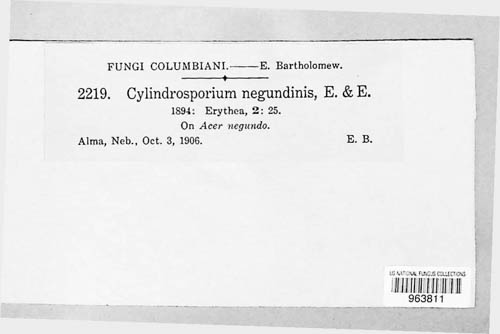 FUNGI COLUMBIANI.——E. Bartholomew.
2219. Cylindrosporium negundinis, E. & E.
1894: Erythea, 2: 25.
On Acer negundo.
Alma, Neb., Oct. 3, 1906. E. B.
US NATIONAL FUNGUS COLLECTIONS
963811